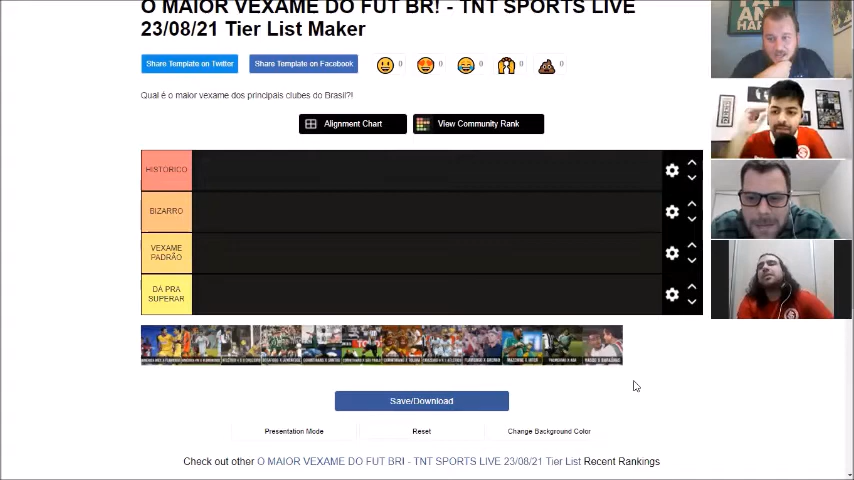 O MAIOR VEXAME DO FUT BR! - TNT SPORTS LIVE
23/08/21 Tier List Maker
Share Template on Twitter
Share Template on Facebook
0
0
0
0
0
Qual é o maior vexame dos principais clubes do Brasil?!
Alignment Chart
View Community Rank
HISTORICO
BIZARRO
VEXAME
PADRÃO
DÁ PRA
SUPERAR
Save/Download
Presentation Mode
Reset
Change Background Color
Check out other O MAIOR VEXAME DO FUT BR! - TNT SPORTS LIVE 23/08/21 Tier List Recent Rankings